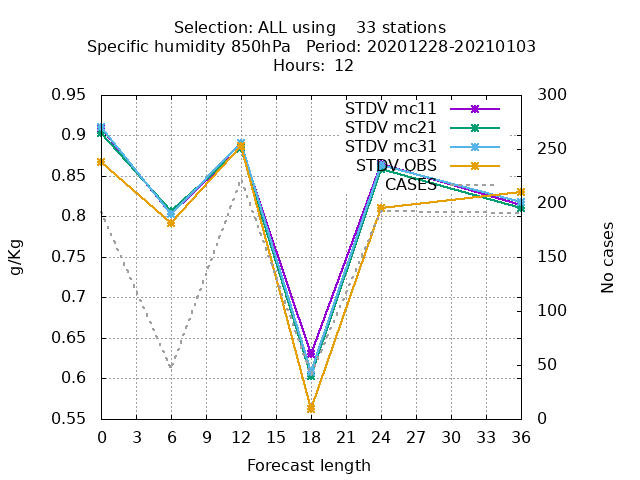 Selection: ALL using    33 stations
Specific humidity 850hPa   Period: 20201228-20210103
Hours:  12
0.95
0.9
0.85
0.8
0.75
0.7
0.65
0.6
0.55
g/Kg
STDV mc11
STDV mc21
STDV mc31
STDV OBS
CASES
300
250
200
150
100
50
0
No cases
0 3 6 9 12 15 18 21 24 27 30 33 36
Forecast length